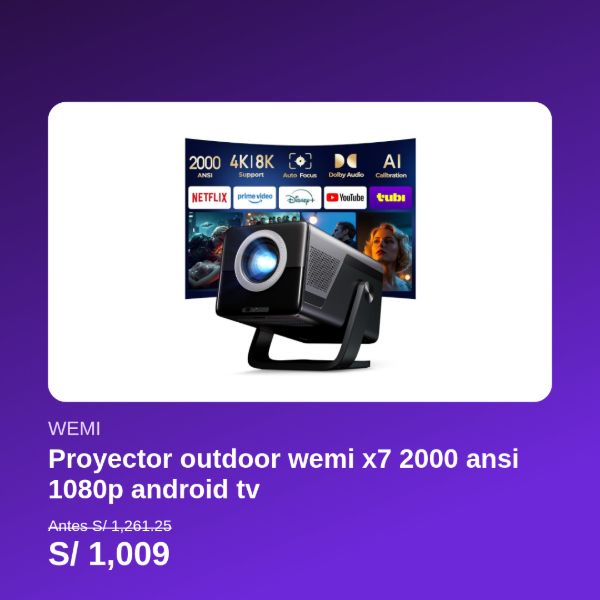 2000 4K|8K AI
ANSI Support Auto Focus Dolby Audio Calibration
NETFLIX prime video Disney+ YouTube tubi
WEMI
Proyector outdoor wemi x7 2000 ansi
1080p android tv
Antes S/ 1,261.25
S/ 1,009